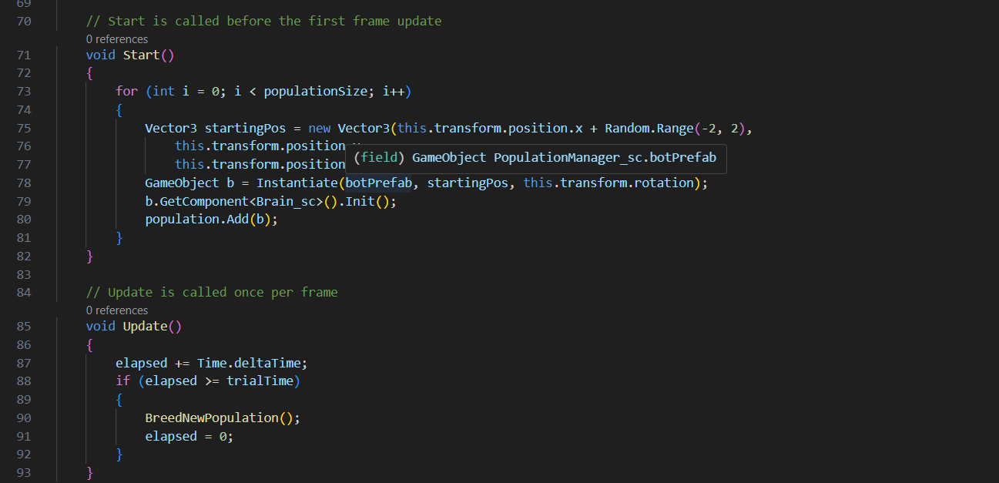 69
70 // Start is called before the first frame update
0 references
71 void Start()
72 {
73 for (int i = 0; i < populationSize; i++)
74 {
75 Vector3 startingPos = new Vector3(this.transform.position.x + Random.Range(-2, 2),
76 this.transform.position
77 this.transform.position
(field) GameObject PopulationManager_sc.botPrefab
78 GameObject b = Instantiate(botPrefab, startingPos, this.transform.rotation);
79 b.GetComponent<Brain_sc>().Init();
80 population.Add(b);
81 }
82 }
83
84 // Update is called once per frame
0 references
85 void Update()
86 {
87 elapsed += Time.deltaTime;
88 if (elapsed >= trialTime)
89 {
90 BreedNewPopulation();
91 elapsed = 0;
92 }
93 }